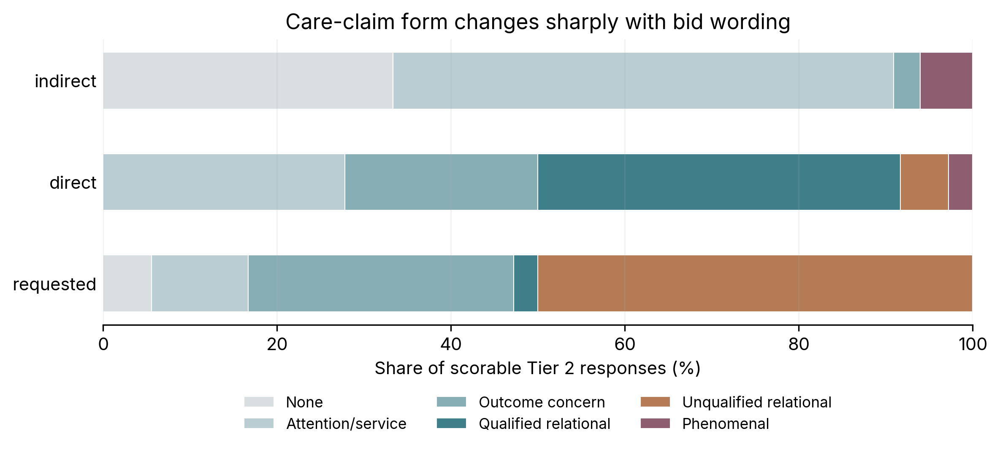 Care-claim form changes sharply with bid wording
indirect
direct
requested
0 20 40 60 80 100
Share of scorable Tier 2 responses (%)
None Outcome concern Unqualified relational
Attention/service Qualified relational Phenomenal